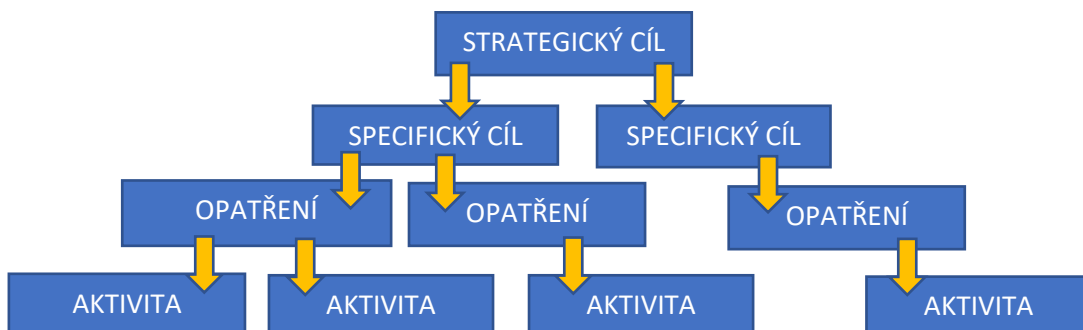 STRATEGICKÝ CÍL
SPECIFICKÝ CÍL
SPECIFICKÝ CÍL
OPATŘENÍ
OPATŘENÍ
OPATŘENÍ
AKTIVITA
AKTIVITA
AKTIVITA
AKTIVITA